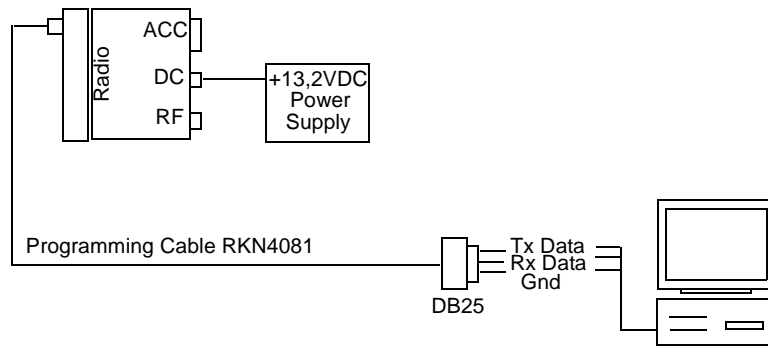 Radio
ACC
DC
RF
+13,2VDC
Power
Supply
Programming Cable RKN4081
DB25
Tx Data
Rx Data
Gnd